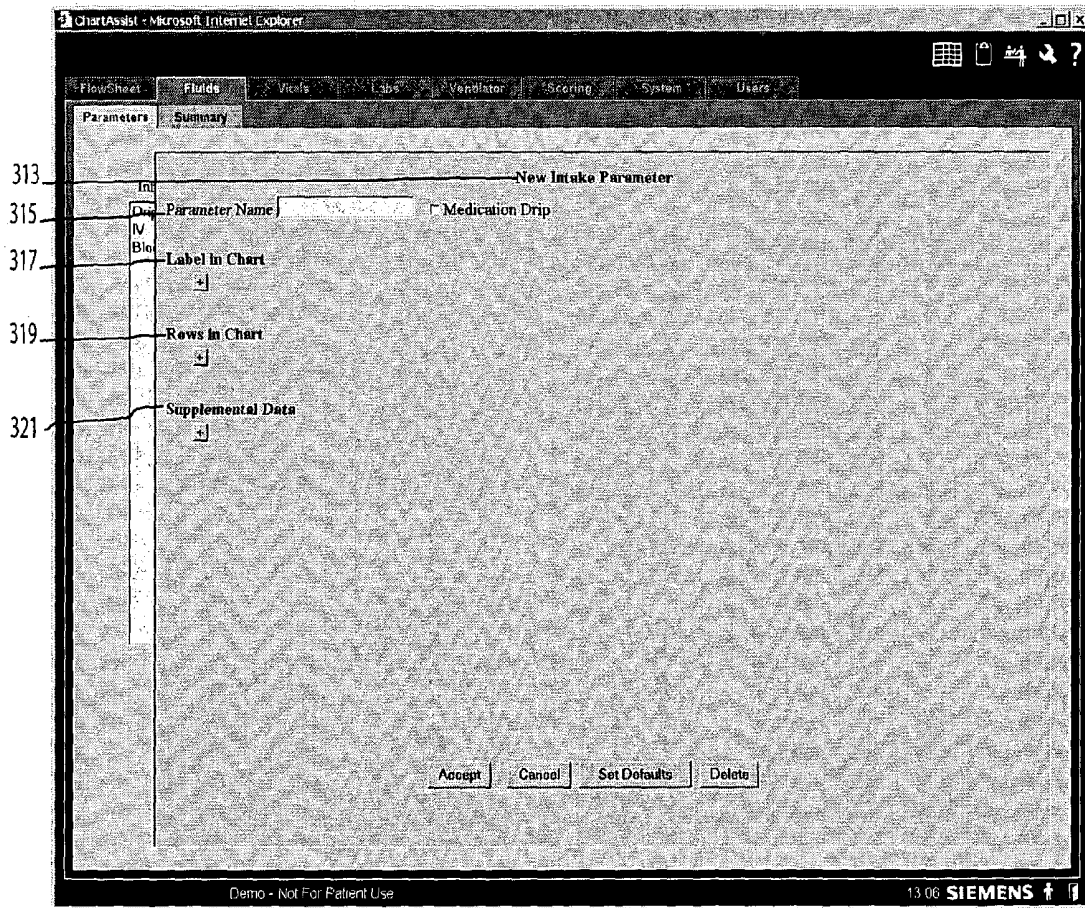 ChartAssist - Microsoft Internet Explorer
?
FlowSheet Fluids Vitals Labs Ventilator Scoring System Users
Parameters Summary
313 New Intake Parameter
315 Parameter Name Medication Drip
IV
317 Label in Chart
+
319 Rows in Chart
+
321 Supplemental Data
+
Accept Cancel Set Defaults Delete
Demo - Not For Patient Use 13:06 SIEMENS